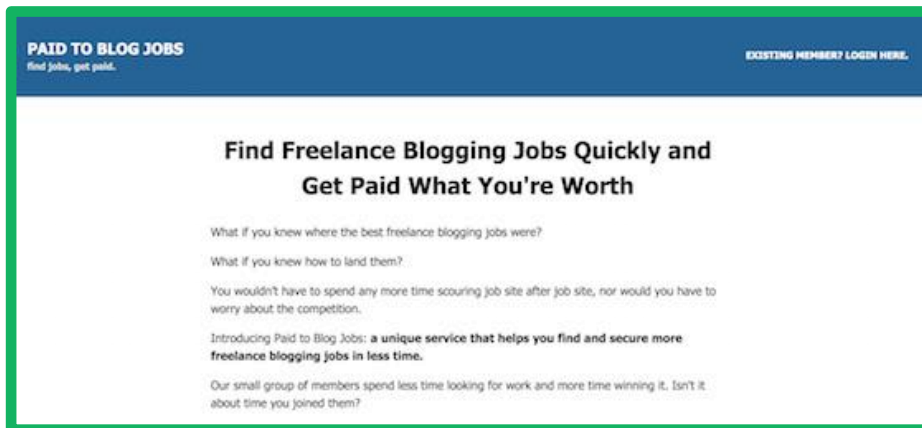 PAID TO BLOG JOBS
find jobs, get paid.
EXISTING MEMBER? LOGIN HERE.
Find Freelance Blogging Jobs Quickly and
Get Paid What You're Worth
What if you knew where the best freelance blogging jobs were?
What if you knew how to land them?
You wouldn't have to spend any more time scouring job site after job site, nor would you have to
worry about the competition.
Introducing Paid to Blog Jobs: a unique service that helps you find and secure more
freelance blogging jobs in less time.
Our small group of members spend less time looking for work and more time winning it. Isn't it
about time you joined them?